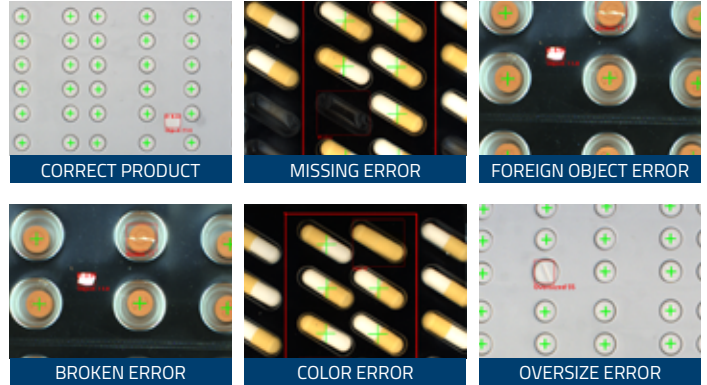 CORRECT PRODUCT
MISSING ERROR
FOREIGN OBJECT ERROR
BROKEN ERROR
COLOR ERROR
OVERSIZE ERROR